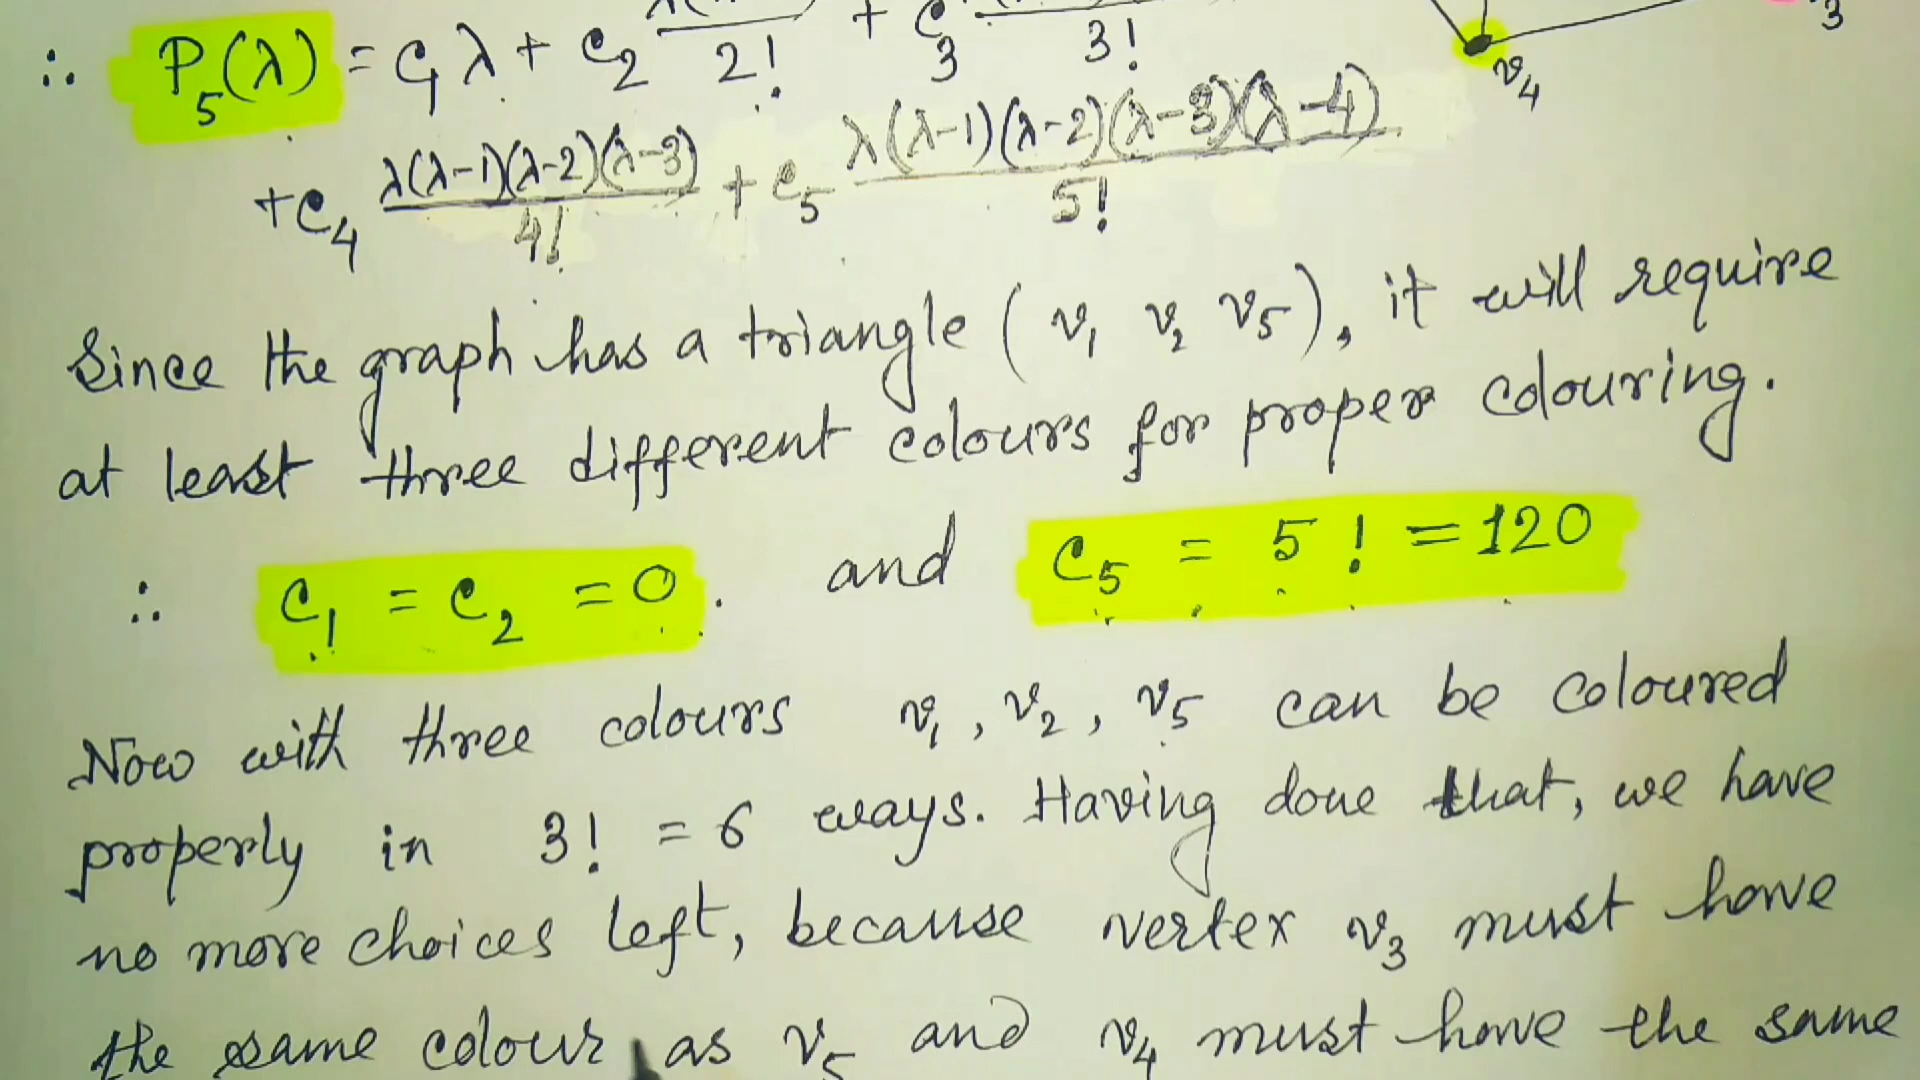 ∴ P₅(λ) = C₁ λ + C₂ λ( / 2! + C₃ / 3!
3
v₄
+ C₄ λ(λ-1)(λ-2)(λ-3) / 4! + C₅ λ(λ-1)(λ-2)(λ-3)(λ-4) / 5!
Since the graph has a triangle (v₁ v₂ v₅), it will require
at least three different colours for proper colouring.
∴ C₁ = C₂ = 0. and C₅ = 5! = 120
Now with three colours v₁, v₂, v₅ can be coloured
properly in 3! = 6 ways. Having done that, we have
no more choices left, because vertex v₃ must have
the same colour as v₅ and v₄ must have the same